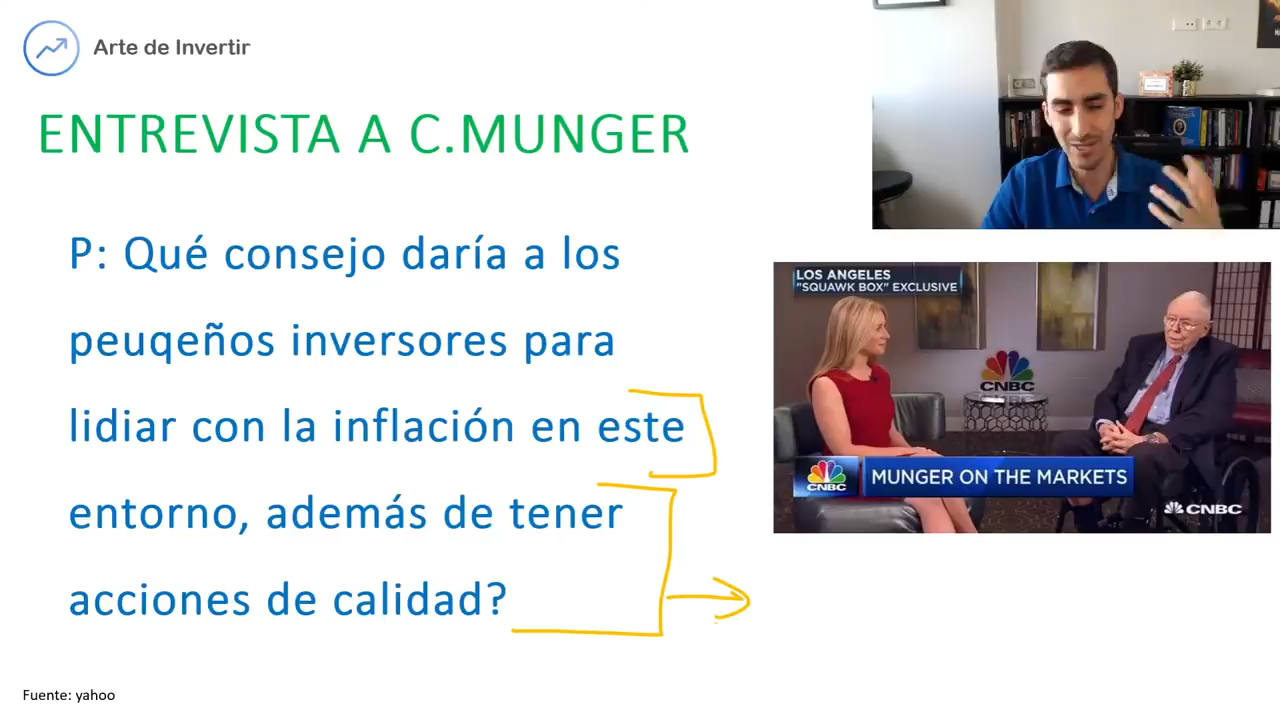 Arte de Invertir
ENTREVISTA A C.MUNGER
P: Qué consejo daría a los
peuqeños inversores para
lidiar con la inflación en este
entorno, además de tener
acciones de calidad?
LOS ANGELES
"SQUAWK BOX" EXCLUSIVE
CNBC
CNBC
MUNGER ON THE MARKETS
CNBC
Fuente: yahoo